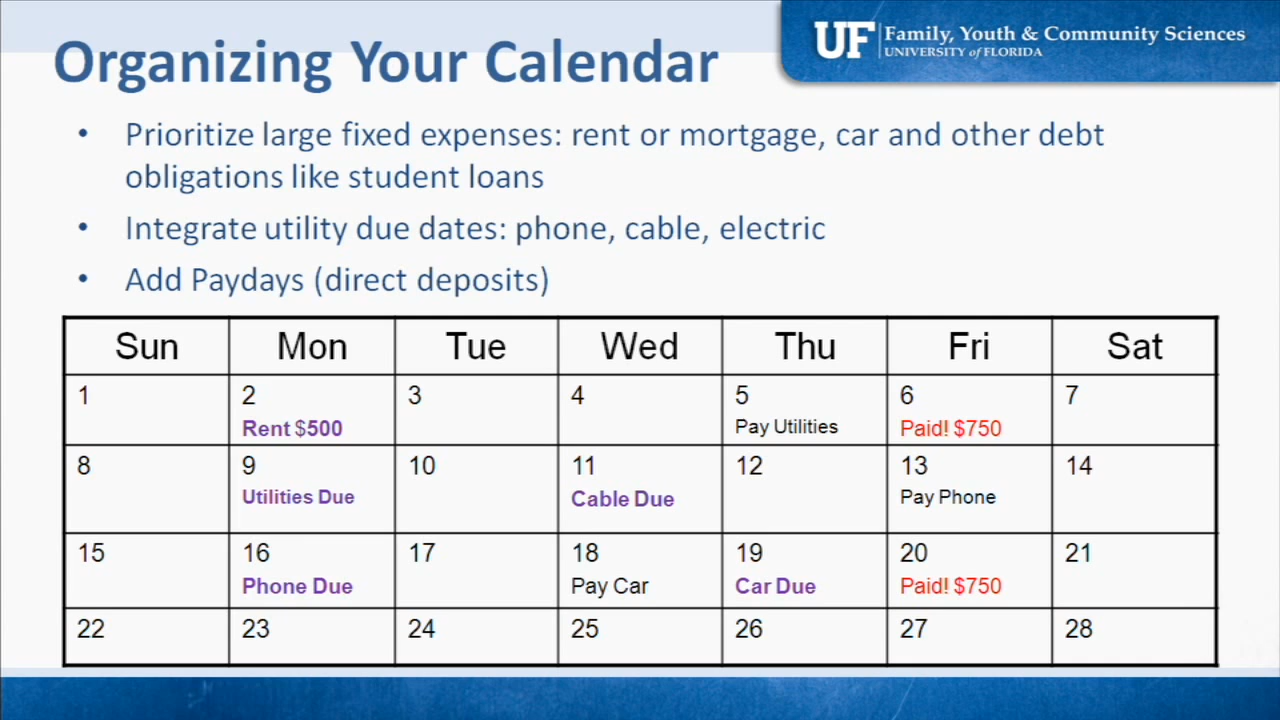 Organizing Your Calendar
UF Family, Youth & Community Sciences
UNIVERSITY of FLORIDA
• Prioritize large fixed expenses: rent or mortgage, car and other debt
obligations like student loans
• Integrate utility due dates: phone, cable, electric
• Add Paydays (direct deposits)
Sun Mon Tue Wed Thu Fri Sat
1 2 3 4 5 6 7
Rent $500 Pay Utilities Paid! $750
8 9 10 11 12 13 14
Utilities Due Cable Due Pay Phone
15 16 17 18 19 20 21
Phone Due Pay Car Car Due Paid! $750
22 23 24 25 26 27 28